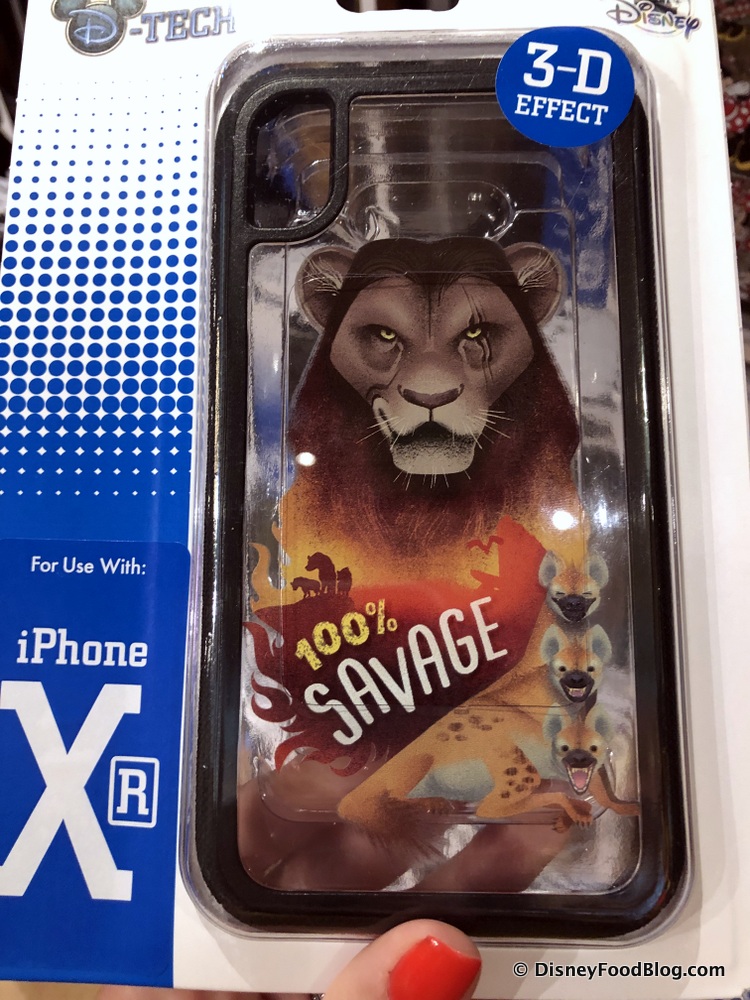 D-TECH
Disney
3-D
EFFECT
100%
SAVAGE
For Use With:
iPhone
XR
© DisneyFoodBlog.com